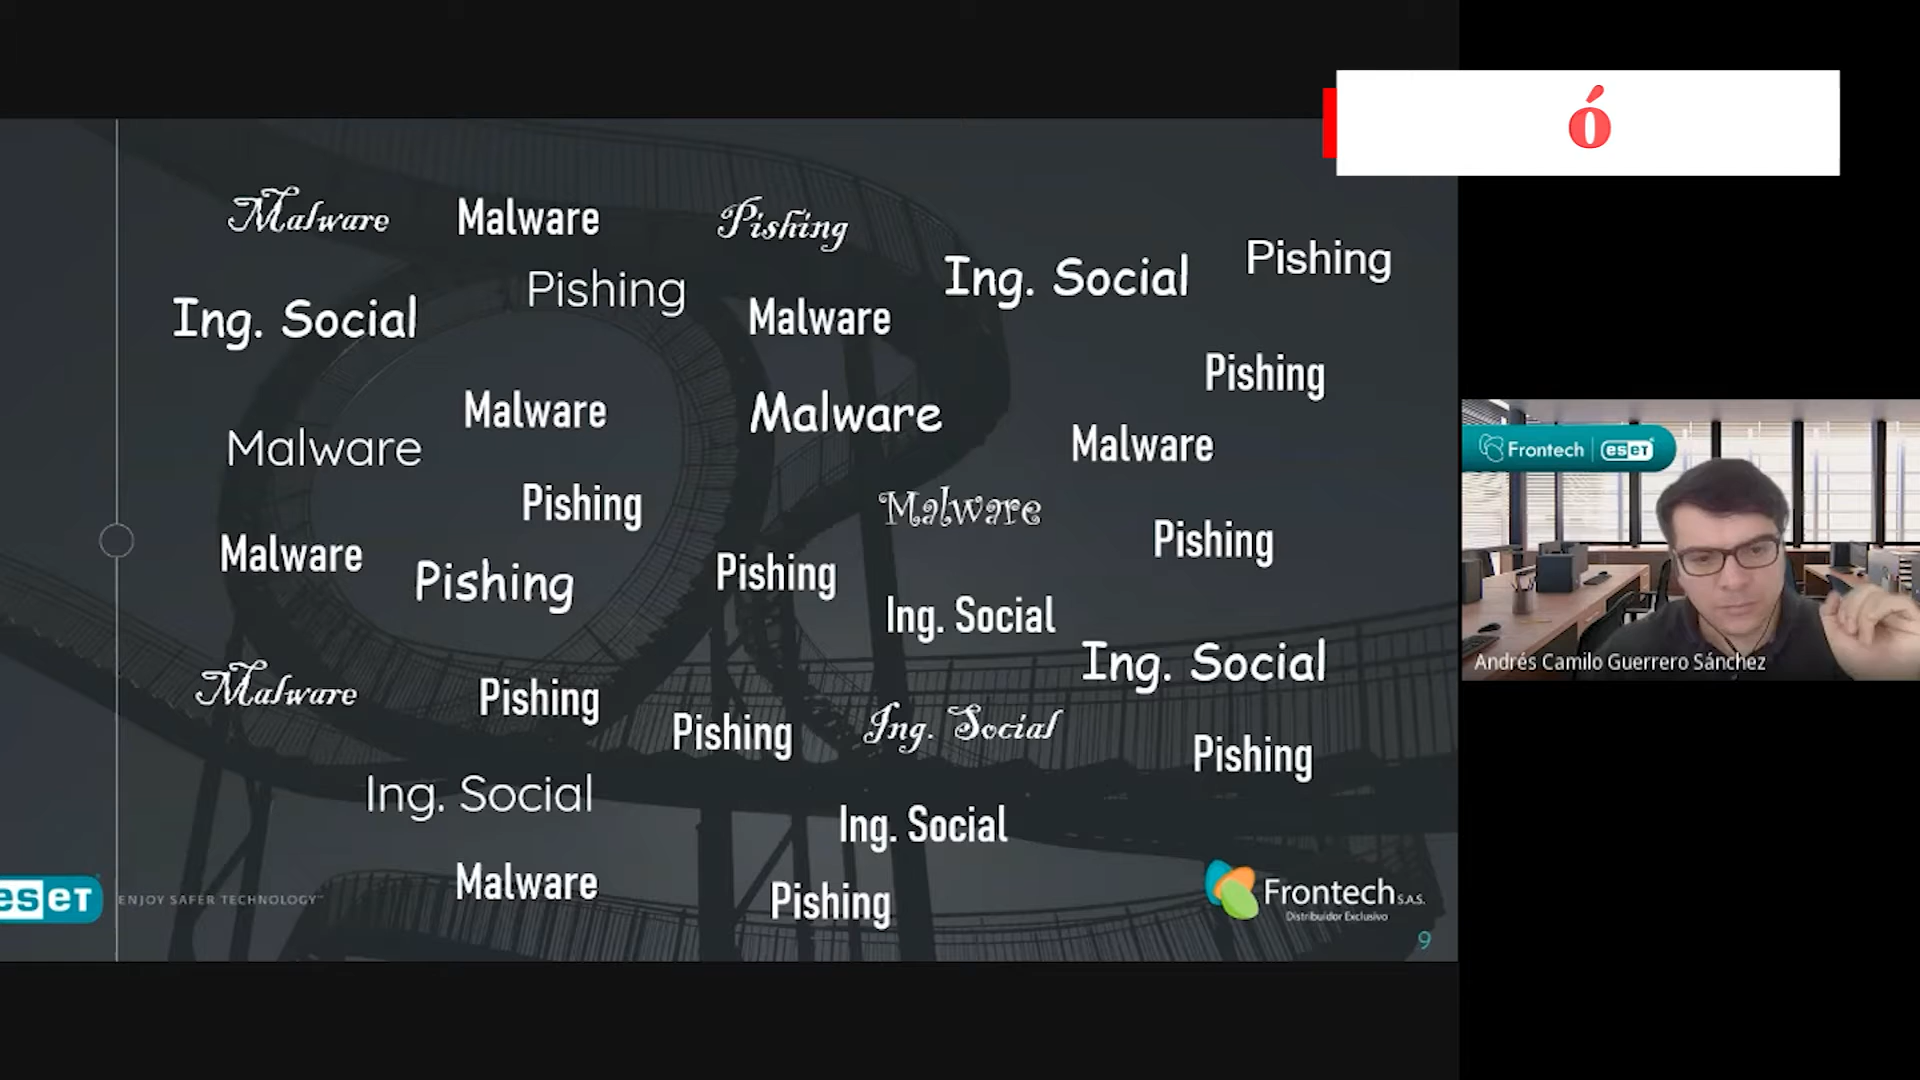 ó
Malware
Malware
Pishing
Ing. Social
Pishing
Ing. Social
Pishing
Malware
Pishing
Malware
Malware
Malware
Malware
Pishing
Malware
Pishing
Malware
Pishing
Pishing
Ing. Social
Ing. Social
Malware
Pishing
Pishing
Ing. Social
Pishing
Ing. Social
Ing. Social
Malware
Pishing
eseT
ENJOY SAFER TECHNOLOGY™
Frontech S.A.S.
Distribuidor Exclusivo
9
Frontech | eseT
Andrés Camilo Guerrero Sánchez